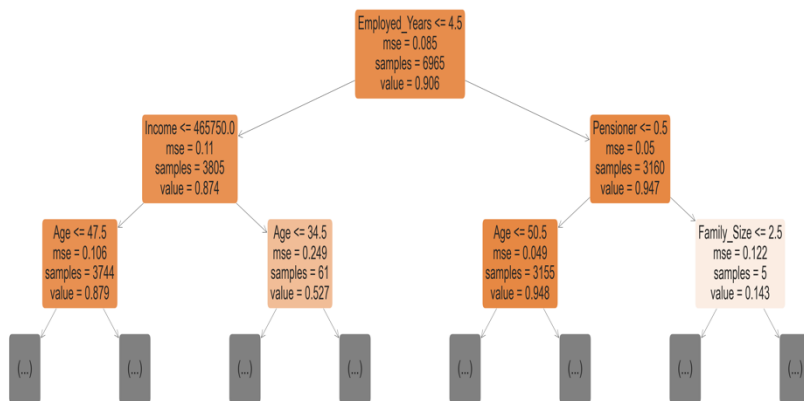 Employed_Years <= 4.5
mse = 0.085
samples = 6965
value = 0.906
Income <= 465750.0
mse = 0.11
samples = 3805
value = 0.874
Pensioner <= 0.5
mse = 0.05
samples = 3160
value = 0.947
Age <= 47.5
mse = 0.106
samples = 3744
value = 0.879
Age <= 34.5
mse = 0.249
samples = 61
value = 0.527
Age <= 50.5
mse = 0.049
samples = 3155
value = 0.948
Family_Size <= 2.5
mse = 0.122
samples = 5
value = 0.143
(...)
(...)
(...)
(...)
(...)
(...)
(...)
(...)